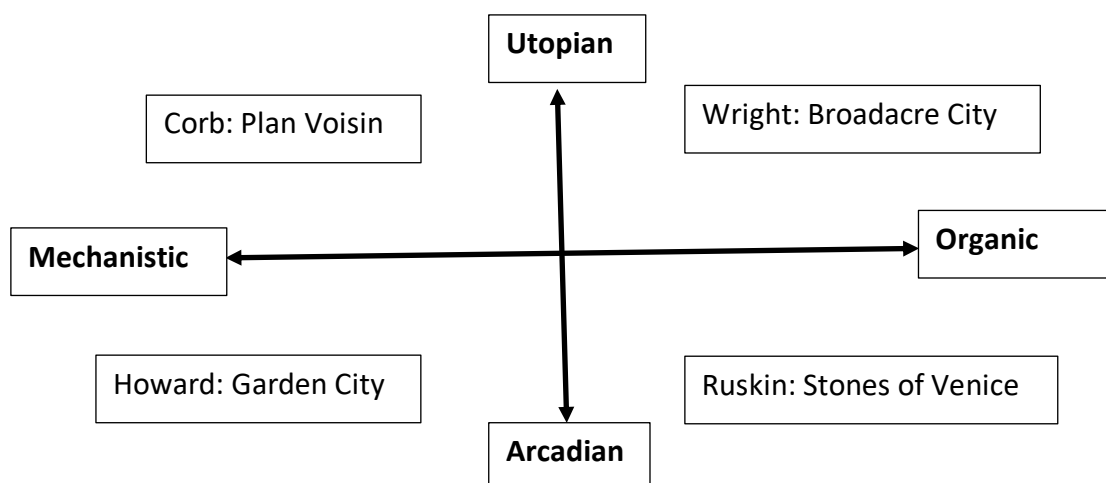 Utopian
Corb: Plan Voisin
Wright: Broadacre City
Mechanistic
Organic
Howard: Garden City
Ruskin: Stones of Venice
Arcadian